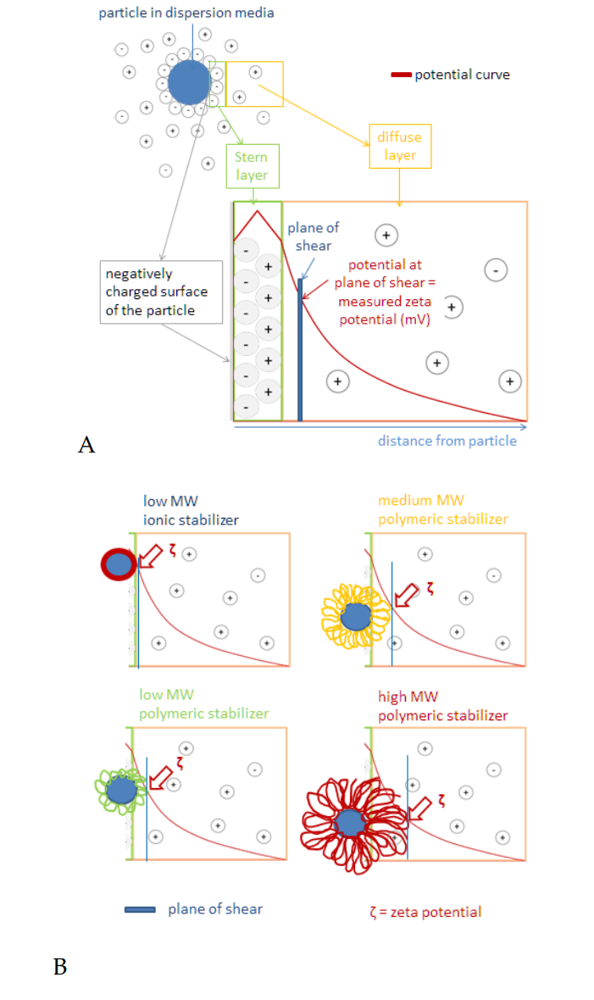 particle in dispersion media
potential curve
diffuse
layer
Stern
layer
plane of
shear
potential at
plane of shear =
measured zeta
potential (mV)
negatively
charged surface
of the particle
distance from particle
A
low MW
ionic stabilizer
ζ
medium MW
polymeric stabilizer
ζ
low MW
polymeric stabilizer
ζ
high MW
polymeric stabilizer
ζ
plane of shear
ζ = zeta potential
B